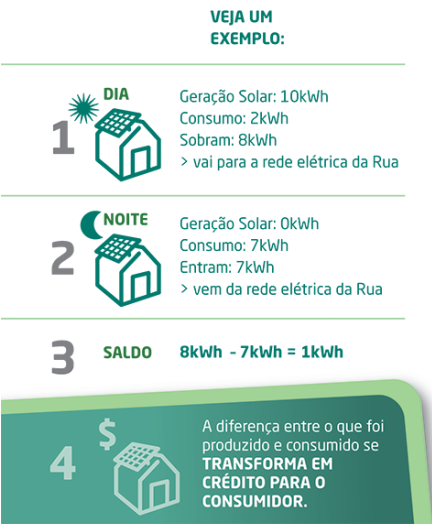 VEJA UM
EXEMPLO:
1
DIA
Geração Solar: 10kWh
Consumo: 2kWh
Sobram: 8kWh
> vai para a rede elétrica da Rua
2
NOITE
Geração Solar: 0kWh
Consumo: 7kWh
Entram: 7kWh
> vem da rede elétrica da Rua
3
SALDO
8kWh - 7kWh = 1kWh
4
$
A diferença entre o que foi
produzido e consumido se
TRANSFORMA EM
CRÉDITO PARA O
CONSUMIDOR.